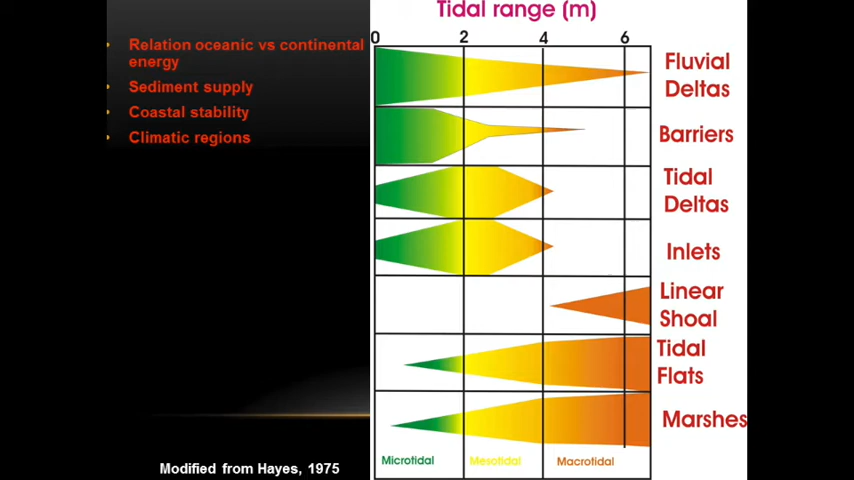 Tidal range (m)
0 2 4 6
• Relation oceanic vs continental
energy
• Sediment supply
• Coastal stability
• Climatic regions
Fluvial
Deltas
Barriers
Tidal
Deltas
Inlets
Linear
Shoal
Tidal
Flats
Marshes
Microtidal Mesotidal Macrotidal
Modified from Hayes, 1975